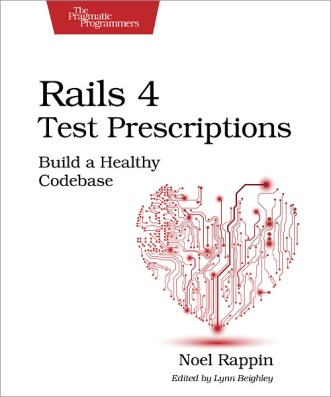 The
Pragmatic
Programmers
Rails 4
Test Prescriptions
Build a Healthy
Codebase
Noel Rappin
Edited by Lynn Beighley